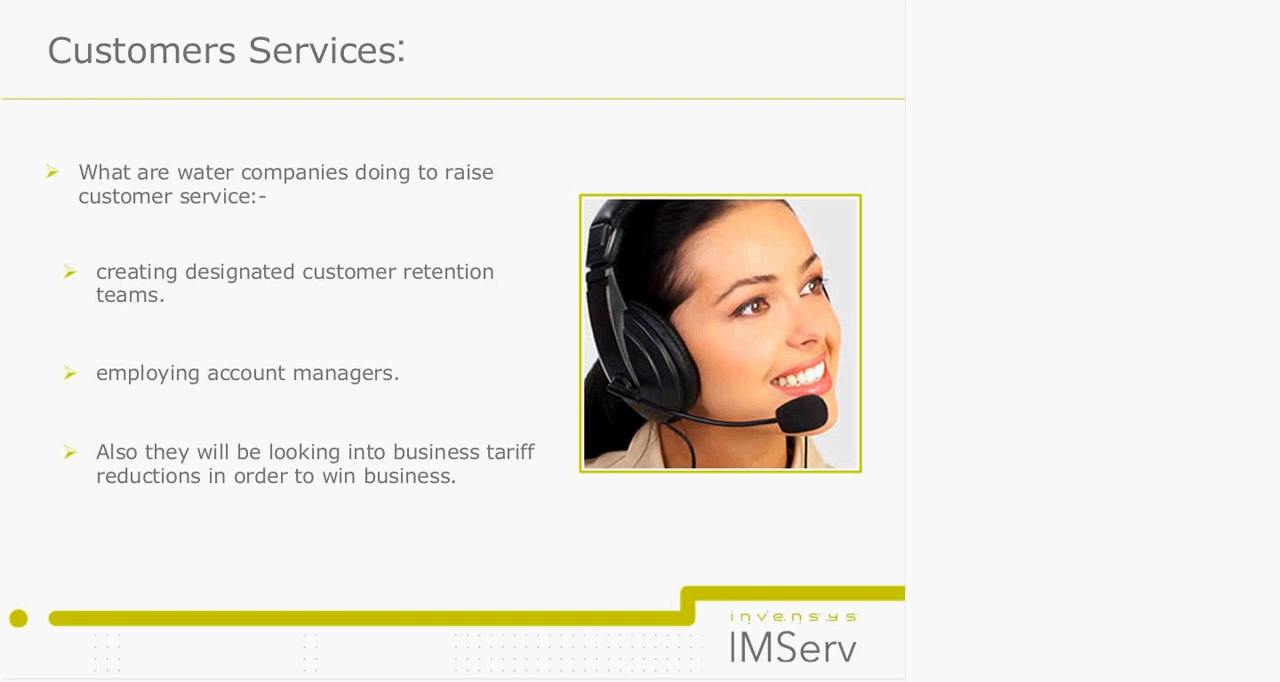 Customers Services:
What are water companies doing to raise
customer service:-
creating designated customer retention
teams.
employing account managers.
Also they will be looking into business tariff
reductions in order to win business.
invensys
IMServ